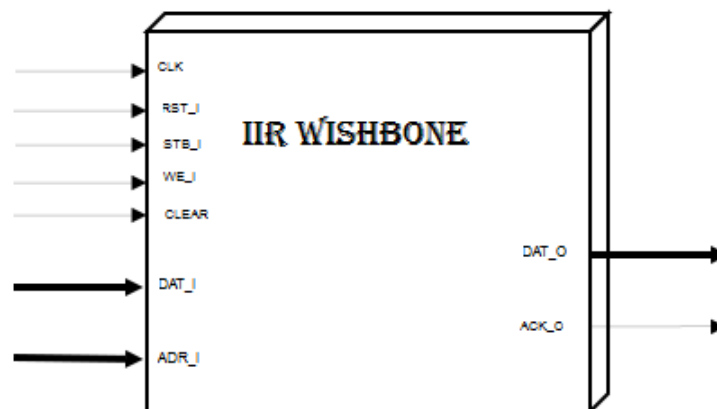 CLK
RST_I
STB_I
IIR WISHBONE
WE_I
CLEAR
DAT_O
DAT_I
ACK_O
ADR_I